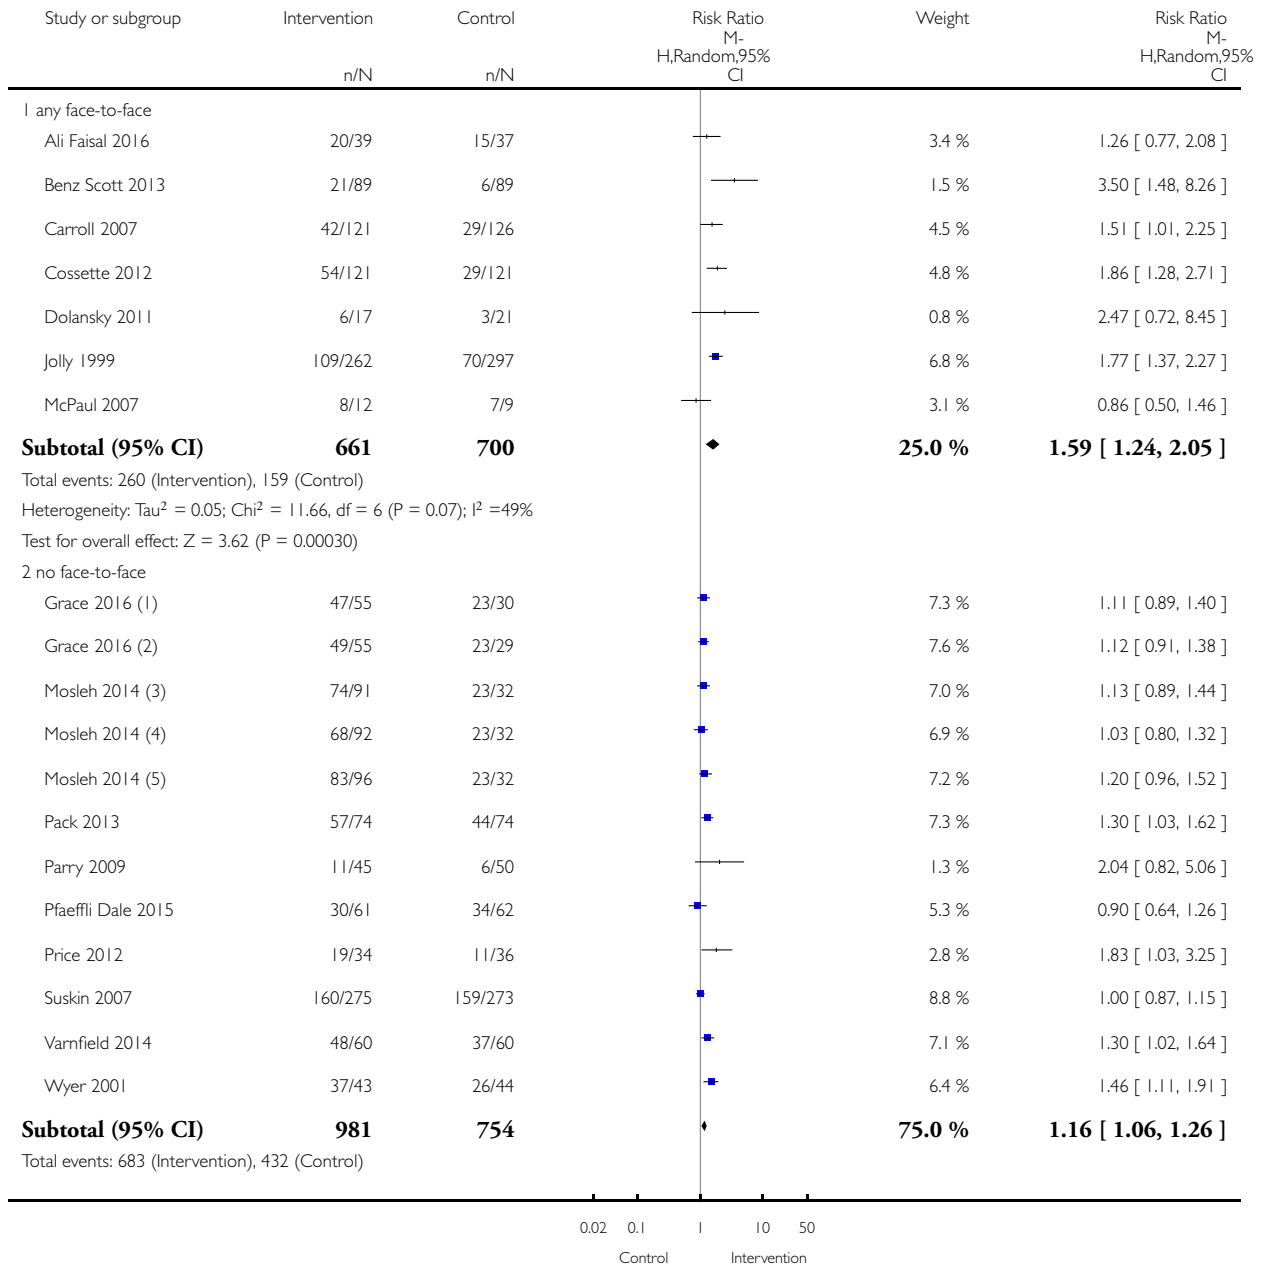 Study or subgroup Intervention Control Risk Ratio Weight Risk Ratio
M- M-
H,Random,95% H,Random,95%
n/N n/N CI CI
1 any face-to-face
Ali Faisal 2016 20/39 15/37 3.4 % 1.26 [ 0.77, 2.08 ]
Benz Scott 2013 21/89 6/89 1.5 % 3.50 [ 1.48, 8.26 ]
Carroll 2007 42/121 29/126 4.5 % 1.51 [ 1.01, 2.25 ]
Cossette 2012 54/121 29/121 4.8 % 1.86 [ 1.28, 2.71 ]
Dolansky 2011 6/17 3/21 0.8 % 2.47 [ 0.72, 8.45 ]
Jolly 1999 109/262 70/297 6.8 % 1.77 [ 1.37, 2.27 ]
McPaul 2007 8/12 7/9 3.1 % 0.86 [ 0.50, 1.46 ]
Subtotal (95% CI) 661 700 25.0 % 1.59 [ 1.24, 2.05 ]
Total events: 260 (Intervention), 159 (Control)
Heterogeneity: Tau² = 0.05; Chi² = 11.66, df = 6 (P = 0.07); I² =49%
Test for overall effect: Z = 3.62 (P = 0.00030)
2 no face-to-face
Grace 2016 (1) 47/55 23/30 7.3 % 1.11 [ 0.89, 1.40 ]
Grace 2016 (2) 49/55 23/29 7.6 % 1.12 [ 0.91, 1.38 ]
Mosleh 2014 (3) 74/91 23/32 7.0 % 1.13 [ 0.89, 1.44 ]
Mosleh 2014 (4) 68/92 23/32 6.9 % 1.03 [ 0.80, 1.32 ]
Mosleh 2014 (5) 83/96 23/32 7.2 % 1.20 [ 0.96, 1.52 ]
Pack 2013 57/74 44/74 7.3 % 1.30 [ 1.03, 1.62 ]
Parry 2009 11/45 6/50 1.3 % 2.04 [ 0.82, 5.06 ]
Pfaeffli Dale 2015 30/61 34/62 5.3 % 0.90 [ 0.64, 1.26 ]
Price 2012 19/34 11/36 2.8 % 1.83 [ 1.03, 3.25 ]
Suskin 2007 160/275 159/273 8.8 % 1.00 [ 0.87, 1.15 ]
Varnfield 2014 48/60 37/60 7.1 % 1.30 [ 1.02, 1.64 ]
Wyer 2001 37/43 26/44 6.4 % 1.46 [ 1.11, 1.91 ]
Subtotal (95% CI) 981 754 75.0 % 1.16 [ 1.06, 1.26 ]
Total events: 683 (Intervention), 432 (Control)
0.02 0.1 1 10 50
Control Intervention